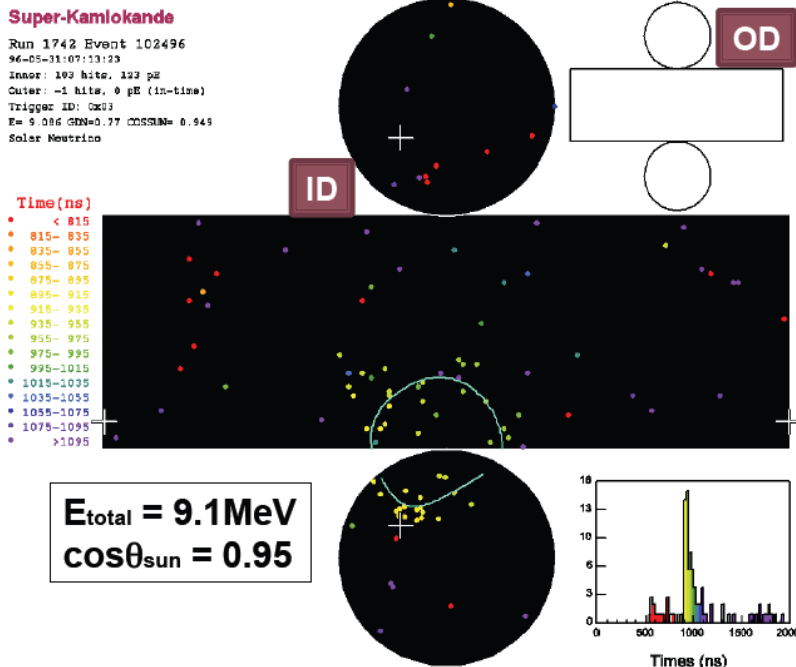 Super-Kamiokande
Run 1742 Event 102496
96-05-31:07:13:23
Inner: 103 hits, 123 pE
Outer: -1 hits, 0 pE (in-time)
Trigger ID: 0x03
E= 9.086 GDN=0.77 COSSUN= 0.949
Solar Neutrino
OD
ID
Time(ns)
< 815
815- 835
835- 855
855- 875
875- 895
895- 915
915- 935
935- 955
955- 975
975- 995
995-1015
1015-1035
1035-1055
1055-1075
1075-1095
>1095
Etotal = 9.1MeV
cosθsun = 0.95
16
13
10
6
3
0
0 500 1000 1500 2000
Times (ns)